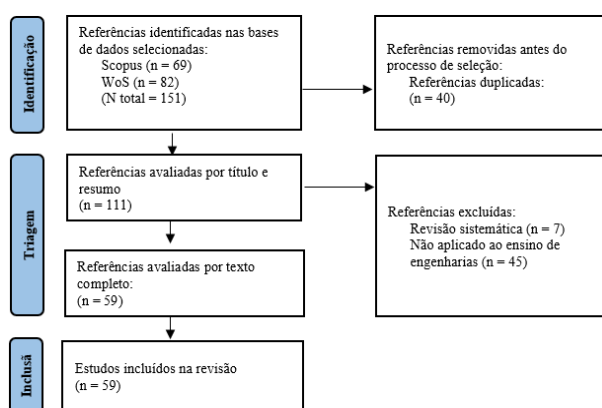 Identificação
Referências identificadas nas bases
de dados selecionadas:
Scopus (n = 69)
WoS (n = 82)
(N total = 151)
Referências removidas antes do
processo de seleção:
Referências duplicadas:
(n = 40)
Triagem
Referências avaliadas por título e
resumo
(n = 111)
Referências excluídas:
Revisão sistemática (n = 7)
Não aplicado ao ensino de
engenharias (n = 45)
Referências avaliadas por texto
completo:
(n = 59)
Inclusã
Estudos incluídos na revisão
(n = 59)